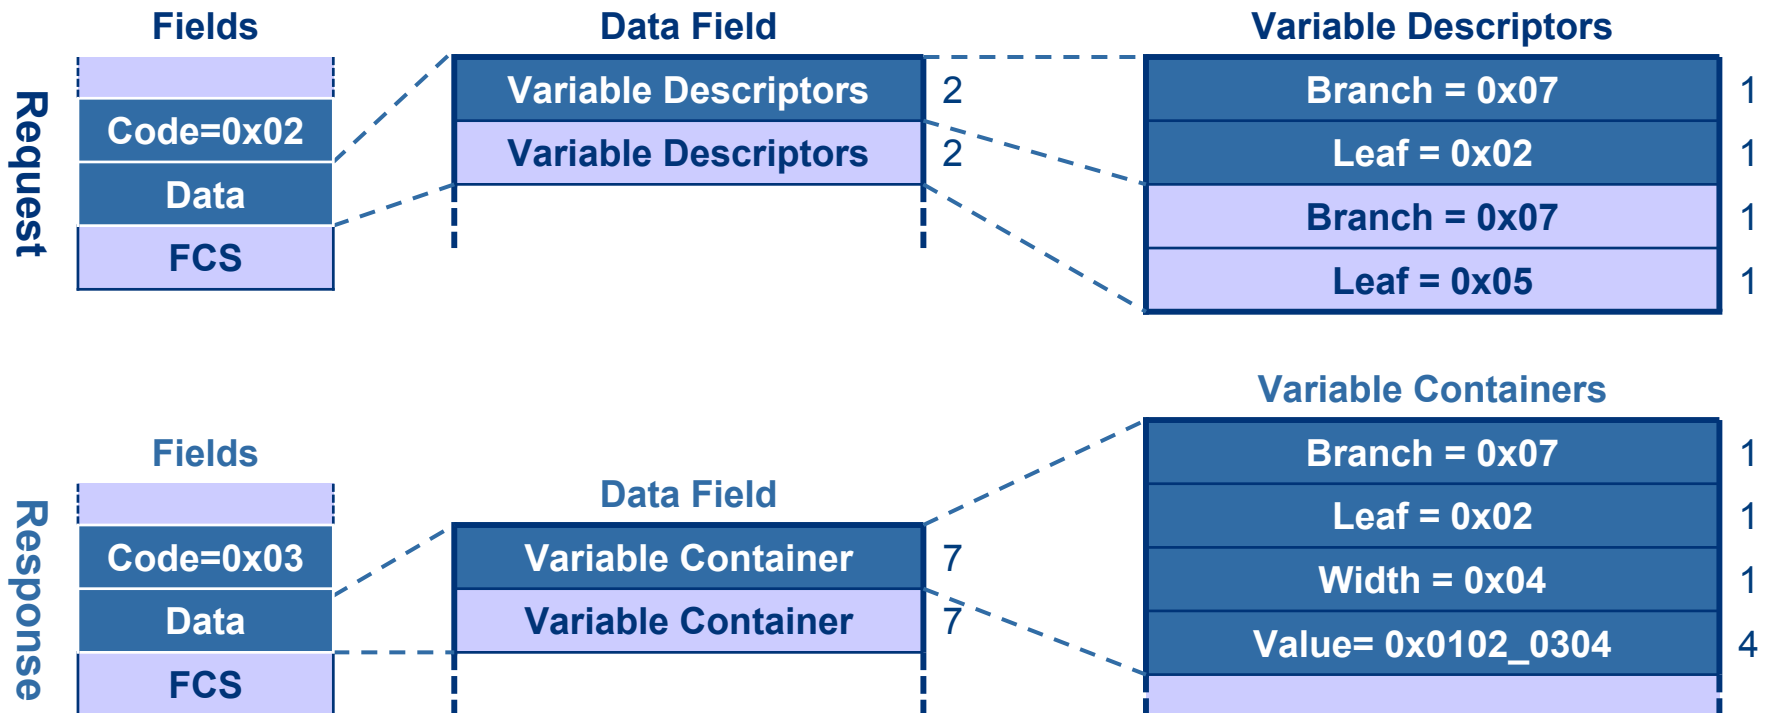 Fields
Data Field
Variable Descriptors
Request
Code=0x02
Data
FCS
Variable Descriptors 2
Variable Descriptors 2
Branch = 0x07 1
Leaf = 0x02 1
Branch = 0x07 1
Leaf = 0x05 1
Response
Fields
Code=0x03
Data
FCS
Data Field
Variable Container 7
Variable Container 7
Variable Containers
Branch = 0x07 1
Leaf = 0x02 1
Width = 0x04 1
Value= 0x0102_0304 4